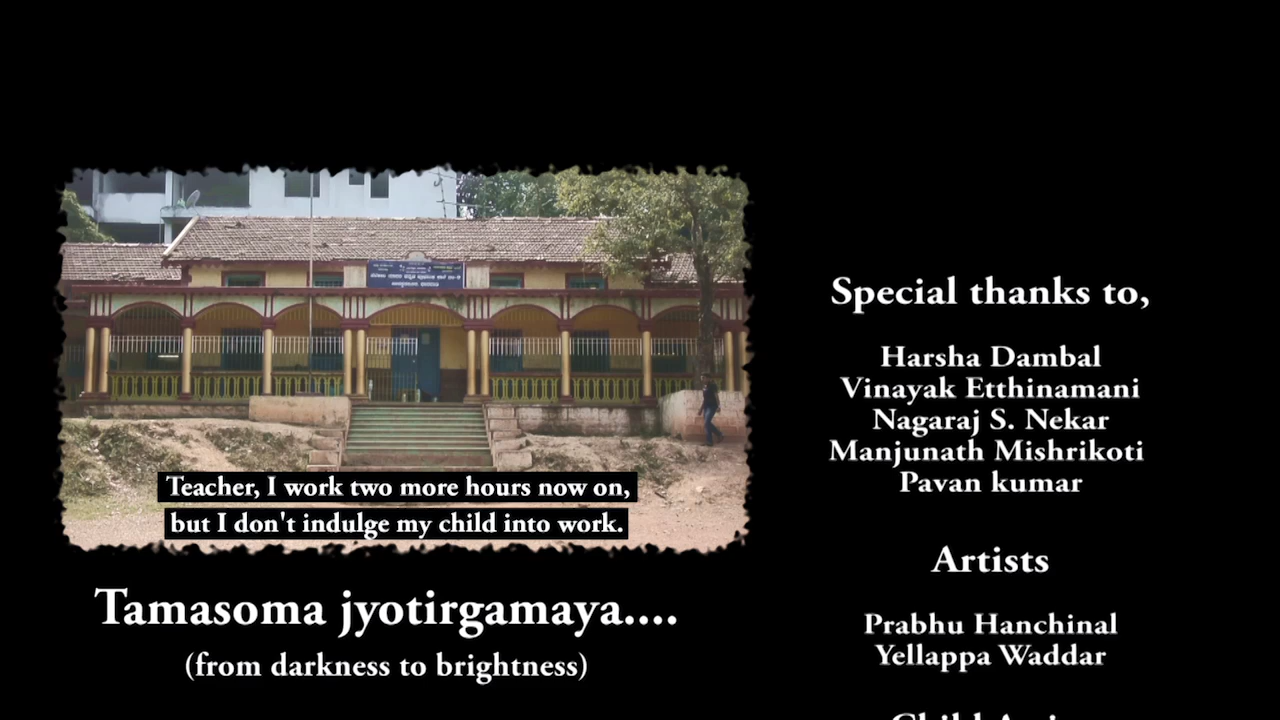 Teacher, I work two more hours now on,
but I don't indulge my child into work.
Tamasoma jyotirgamaya....
(from darkness to brightness)
Special thanks to,
Harsha Dambal
Vinayak Etthinamani
Nagaraj S. Nekar
Manjunath Mishrikoti
Pavan kumar
Artists
Prabhu Hanchinal
Yellappa Waddar